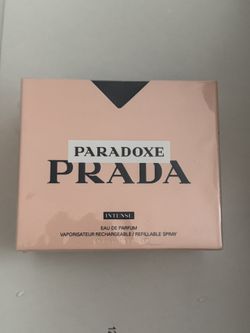 PARADOXE
PRADA
INTENSE
EAU DE PARFUM
VAPORISATEUR RECHARGEABLE / REFILLABLE SPRAY